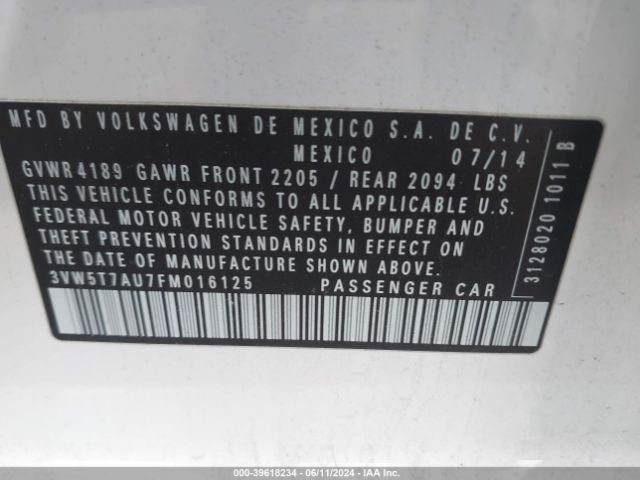 MFD BY VOLKSWAGEN DE MEXICO S.A. DE C.V.
MEXICO 07/14
GVWR 4189 GAWR FRONT 2205 / REAR 2094 LBS
THIS VEHICLE CONFORMS TO ALL APPLICABLE U.S.
FEDERAL MOTOR VEHICLE SAFETY, BUMPER AND
THEFT PREVENTION STANDARDS IN EFFECT ON
THE DATE OF MANUFACTURE SHOWN ABOVE.
3VW5T7AU7FM016125 PASSENGER CAR
3128020 1011 B
000-39618234 - 06/11/2024 - IAAI.COM